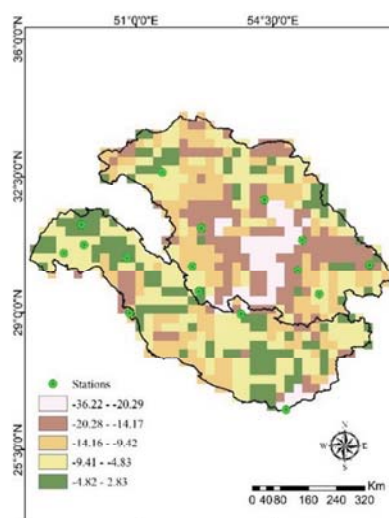 51°0'0"E 54°30'0"E
36°0'0"N
32°30'0"N
29°0'0"N
25°30'0"N
Stations
-36.22 - -20.29
-20.28 - -14.17
-14.16 - -9.42
-9.41 - -4.83
-4.82 - 2.83
N
W E
S
Km
0 40 80 160 240 320